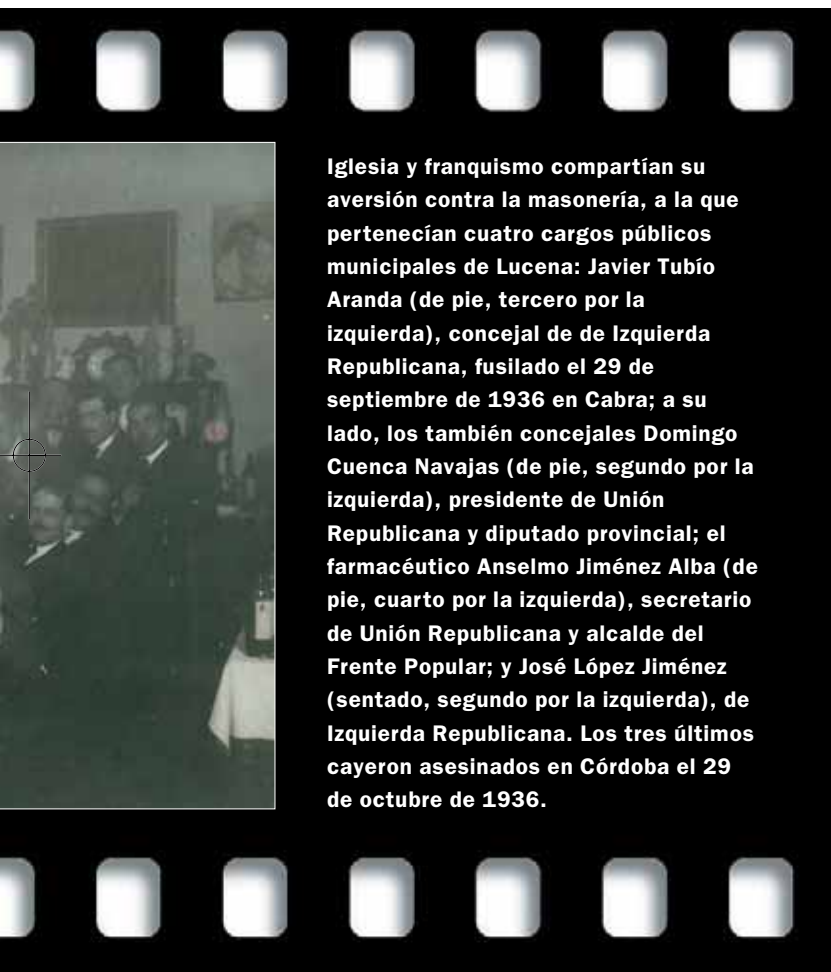 Iglesia y franquismo compartían su
aversión contra la masonería, a la que
pertenecían cuatro cargos públicos
municipales de Lucena: Javier Tubío
Aranda (de pie, tercero por la
izquierda), concejal de de Izquierda
Republicana, fusilado el 29 de
septiembre de 1936 en Cabra; a su
lado, los también concejales Domingo
Cuenca Navajas (de pie, segundo por la
izquierda), presidente de Unión
Republicana y diputado provincial; el
farmacéutico Anselmo Jiménez Alba (de
pie, cuarto por la izquierda), secretario
de Unión Republicana y alcalde del
Frente Popular; y José López Jiménez
(sentado, segundo por la izquierda), de
Izquierda Republicana. Los tres últimos
cayeron asesinados en Córdoba el 29
de octubre de 1936.